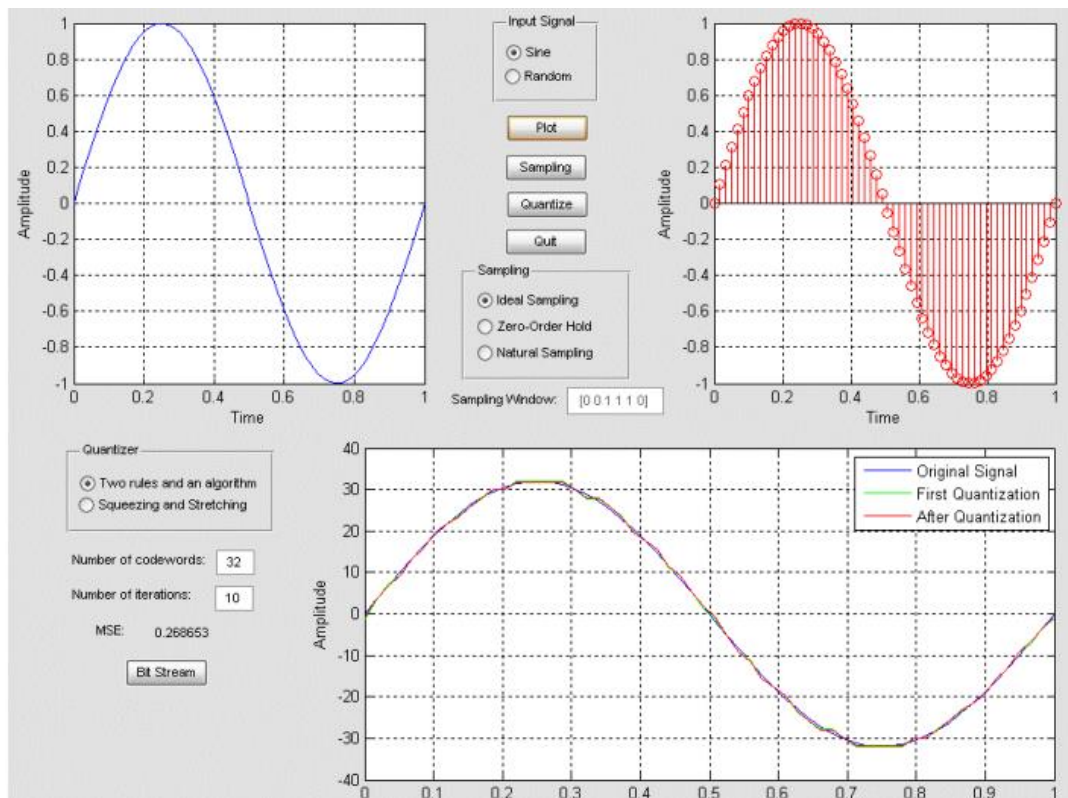 1
0.8
0.6
0.4
0.2
0
-0.2
-0.4
-0.6
-0.8
-1
Amplitude
0 0.2 0.4 0.6 0.8 1
Time
Input Signal
Sine
Random
Plot
Sampling
Quantize
Quit
Sampling
Ideal Sampling
Zero-Order Hold
Natural Sampling
Sampling Window: [0 0 1 1 1 0]
1
0.8
0.6
0.4
0.2
0
-0.2
-0.4
-0.6
-0.8
-1
Amplitude
0 0.2 0.4 0.6 0.8 1
Time
Quantizer
Two rules and an algorithm
Squeezing and Stretching
Number of codewords: 32
Number of iterations: 10
MSE: 0.268653
Bit Stream
40
30
20
10
0
-10
-20
-30
-40
Amplitude
Original Signal
First Quantization
After Quantization
0 0.1 0.2 0.3 0.4 0.5 0.6 0.7 0.8 0.9 1